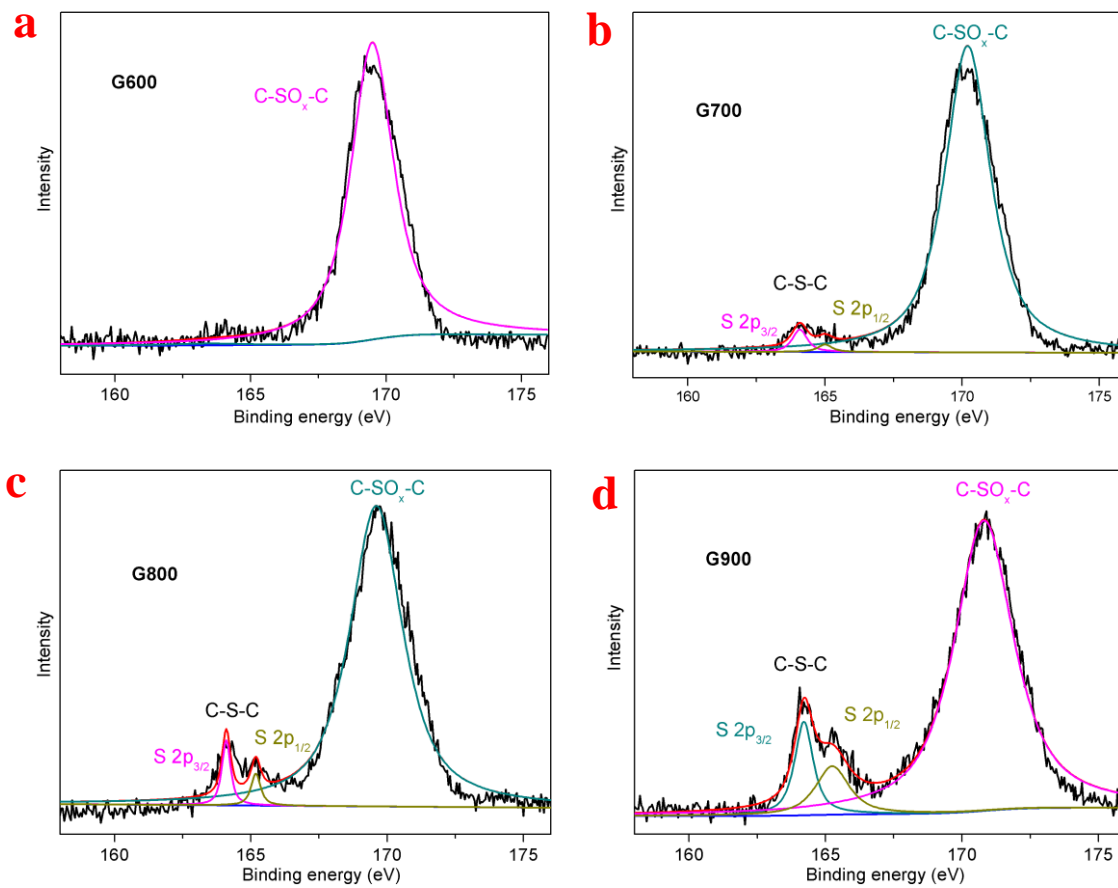 a
G600
C-SOₓ-C
Intensity
160 165 170 175
Binding energy (eV)
b
G700
C-SOₓ-C
C-S-C
S 2p₃/₂
S 2p₁/₂
Intensity
160 165 170 175
Binding energy (eV)
c
G800
C-SOₓ-C
C-S-C
S 2p₃/₂
S 2p₁/₂
Intensity
160 165 170 175
Binding energy (eV)
d
G900
C-SOₓ-C
C-S-C
S 2p₃/₂
S 2p₁/₂
Intensity
160 165 170 175
Binding energy (eV)